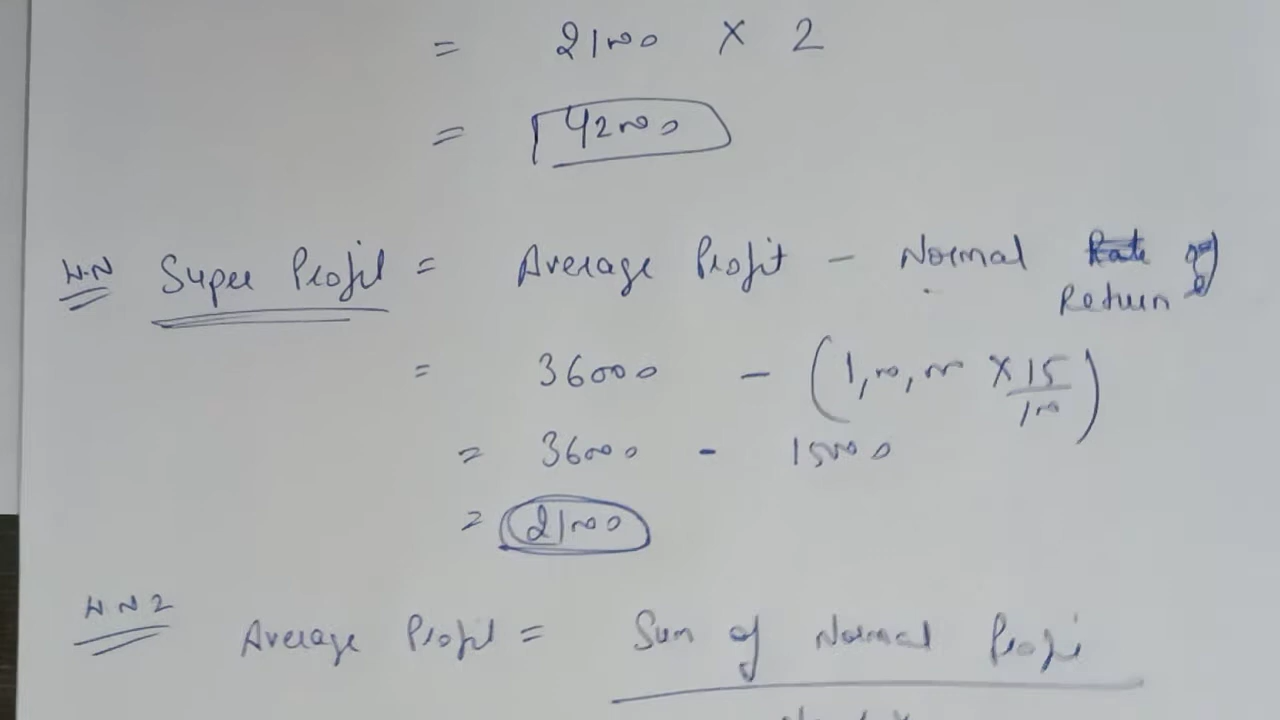 = 21000 × 2
= 42000
W.N Super Profit = Average Profit - Normal Rate of
Return
= 36000 - (1,00,000 × 15/100)
= 36000 - 15000
= 21000
W.N 2
Average Profit = Sum of Normal Profi